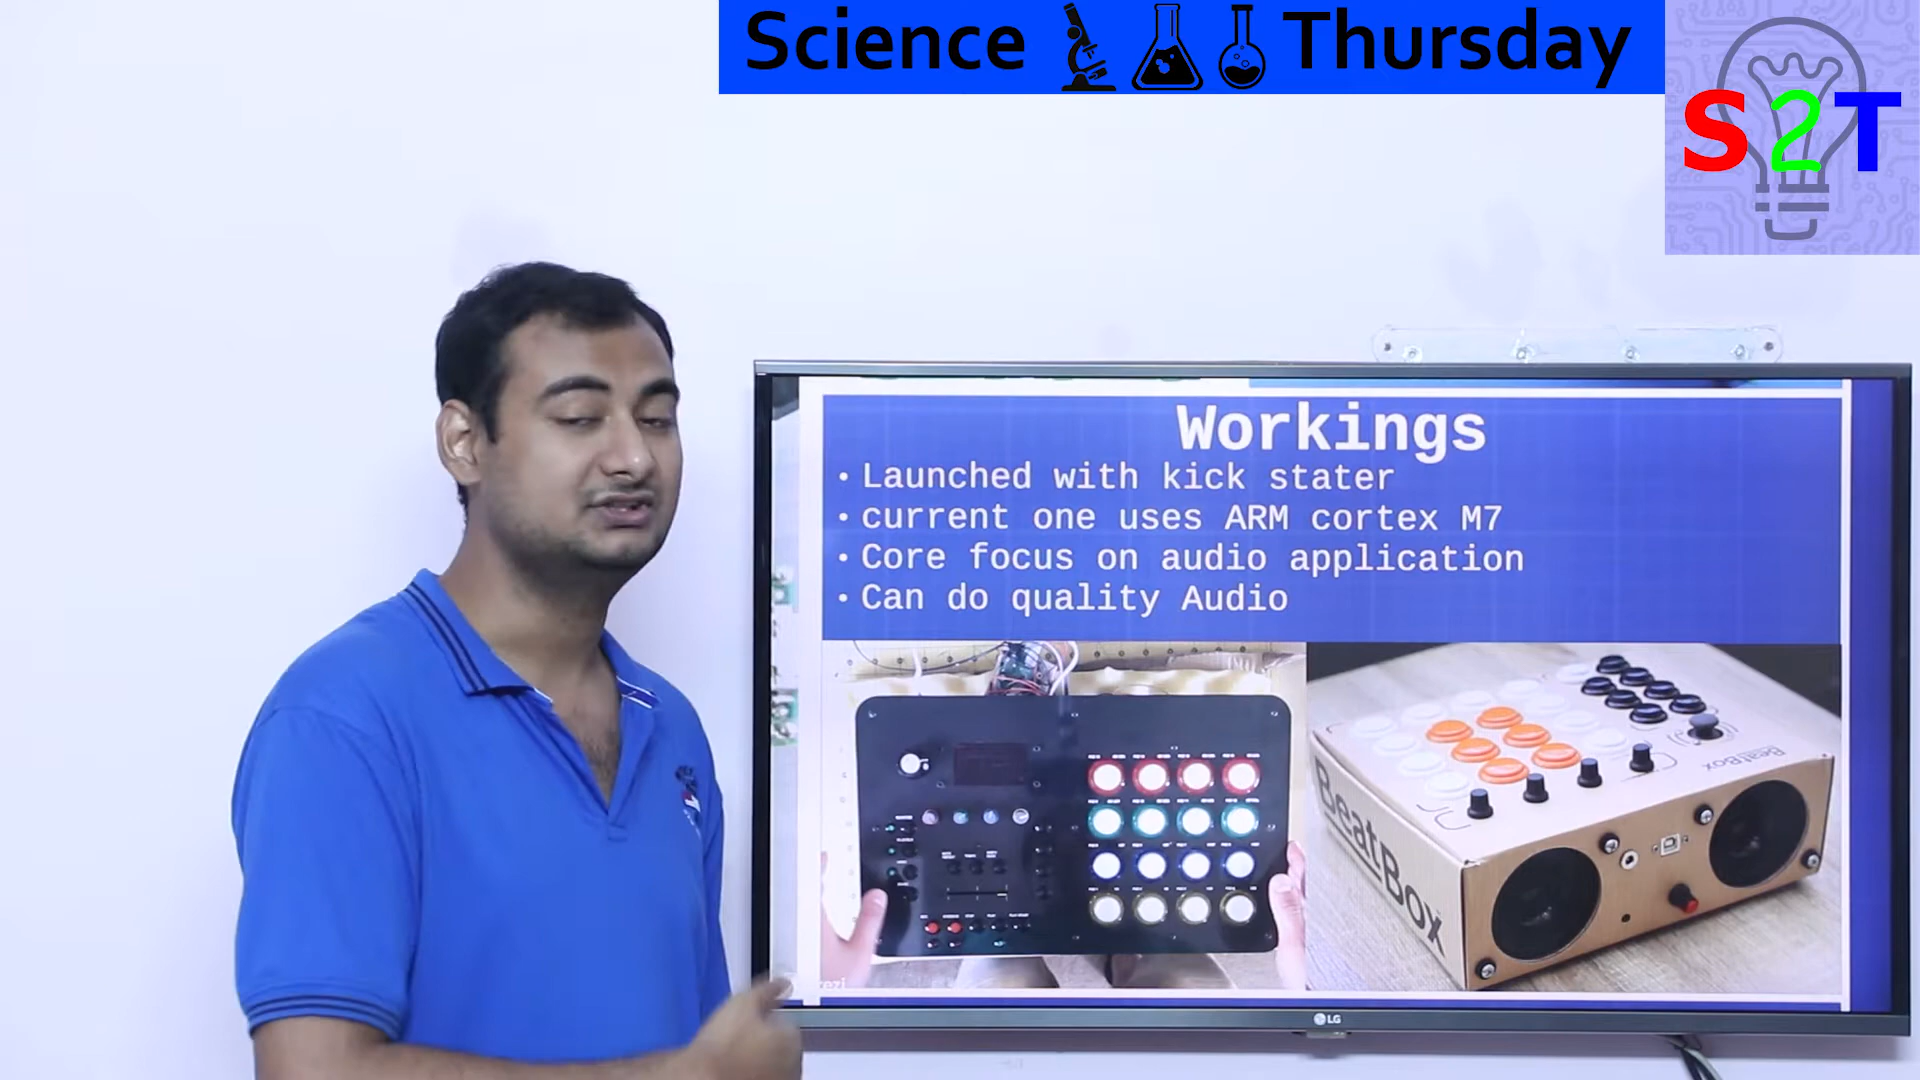 Science Thursday
S2T
Workings
• Launched with kick stater
• current one uses ARM cortex M7
• Core focus on audio application
• Can do quality Audio
BeatBox
BeatBox
LG